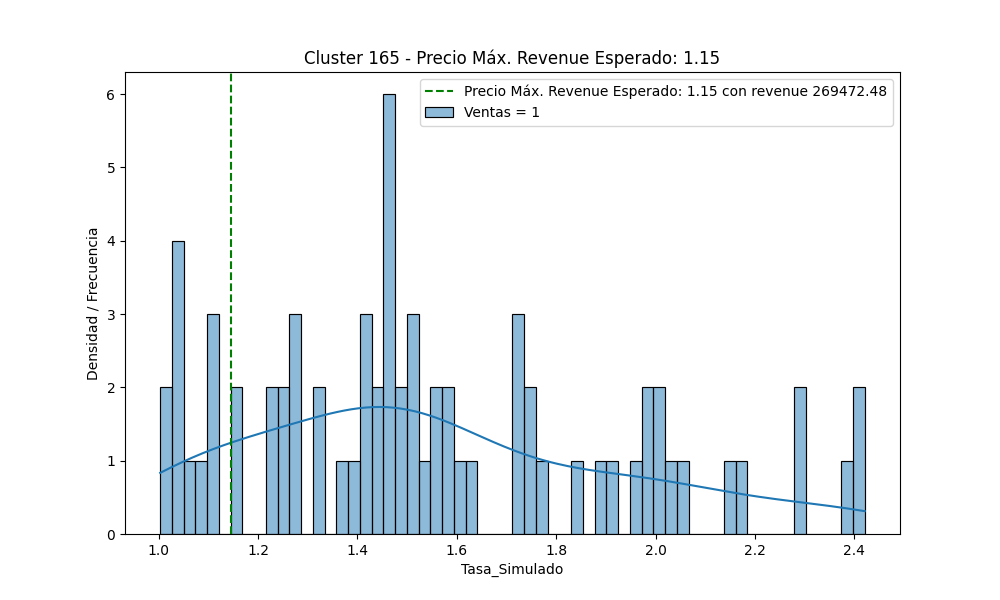 Cluster 165 - Precio Máx. Revenue Esperado: 1.15
Precio Máx. Revenue Esperado: 1.15 con revenue 269472.48
Ventas = 1
Densidad / Frecuencia
6
5
4
3
2
1
0
1.0 1.2 1.4 1.6 1.8 2.0 2.2 2.4
Tasa_Simulado